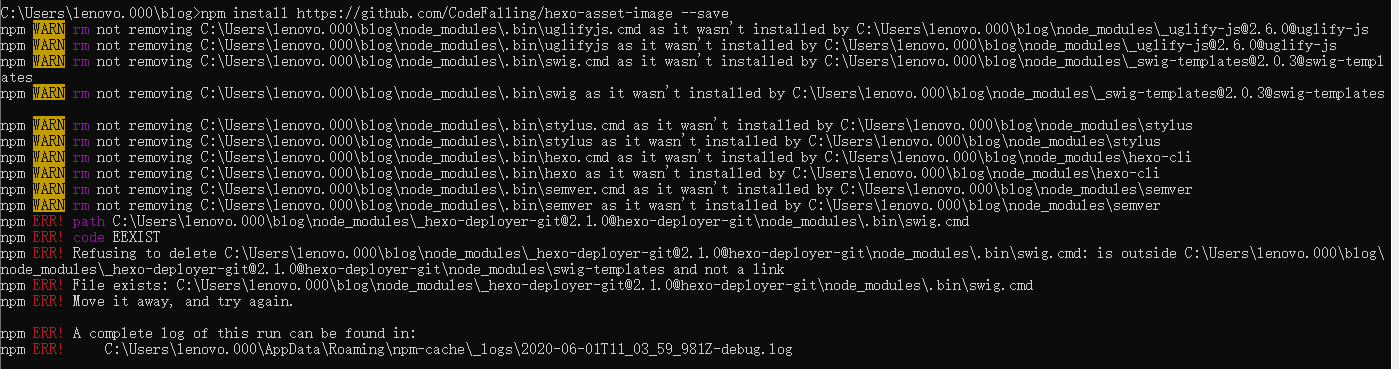 C:\Users\lenovo.000\blog>npm install https://github.com/CodeFalling/hexo-asset-image --save
npm WARN rm not removing C:\Users\lenovo.000\blog\node_modules\.bin\uglifyjs.cmd as it wasn't installed by C:\Users\lenovo.000\blog\node_modules\_uglify-js@2.6.0@uglify-js
npm WARN rm not removing C:\Users\lenovo.000\blog\node_modules\.bin\uglifyjs as it wasn't installed by C:\Users\lenovo.000\blog\node_modules\_uglify-js@2.6.0@uglify-js
npm WARN rm not removing C:\Users\lenovo.000\blog\node_modules\.bin\swig.cmd as it wasn't installed by C:\Users\lenovo.000\blog\node_modules\_swig-templates@2.0.3@swig-templ
ates
npm WARN rm not removing C:\Users\lenovo.000\blog\node_modules\.bin\swig as it wasn't installed by C:\Users\lenovo.000\blog\node_modules\_swig-templates@2.0.3@swig-templates
npm WARN rm not removing C:\Users\lenovo.000\blog\node_modules\.bin\stylus.cmd as it wasn't installed by C:\Users\lenovo.000\blog\node_modules\stylus
npm WARN rm not removing C:\Users\lenovo.000\blog\node_modules\.bin\stylus as it wasn't installed by C:\Users\lenovo.000\blog\node_modules\stylus
npm WARN rm not removing C:\Users\lenovo.000\blog\node_modules\.bin\hexo.cmd as it wasn't installed by C:\Users\lenovo.000\blog\node_modules\hexo-cli
npm WARN rm not removing C:\Users\lenovo.000\blog\node_modules\.bin\hexo as it wasn't installed by C:\Users\lenovo.000\blog\node_modules\hexo-cli
npm WARN rm not removing C:\Users\lenovo.000\blog\node_modules\.bin\semver.cmd as it wasn't installed by C:\Users\lenovo.000\blog\node_modules\semver
npm WARN rm not removing C:\Users\lenovo.000\blog\node_modules\.bin\semver as it wasn't installed by C:\Users\lenovo.000\blog\node_modules\semver
npm ERR! path C:\Users\lenovo.000\blog\node_modules\_hexo-deployer-git@2.1.0@hexo-deployer-git\node_modules\.bin\swig.cmd
npm ERR! code EEXIST
npm ERR! Refusing to delete C:\Users\lenovo.000\blog\node_modules\_hexo-deployer-git@2.1.0@hexo-deployer-git\node_modules\.bin\swig.cmd: is outside C:\Users\lenovo.000\blog\
node_modules\_hexo-deployer-git@2.1.0@hexo-deployer-git\node_modules\swig-templates and not a link
npm ERR! File exists: C:\Users\lenovo.000\blog\node_modules\_hexo-deployer-git@2.1.0@hexo-deployer-git\node_modules\.bin\swig.cmd
npm ERR! Move it away, and try again.
npm ERR! A complete log of this run can be found in:
npm ERR!     C:\Users\lenovo.000\AppData\Roaming\npm-cache\_logs\2020-06-01T11_03_59_981Z-debug.log